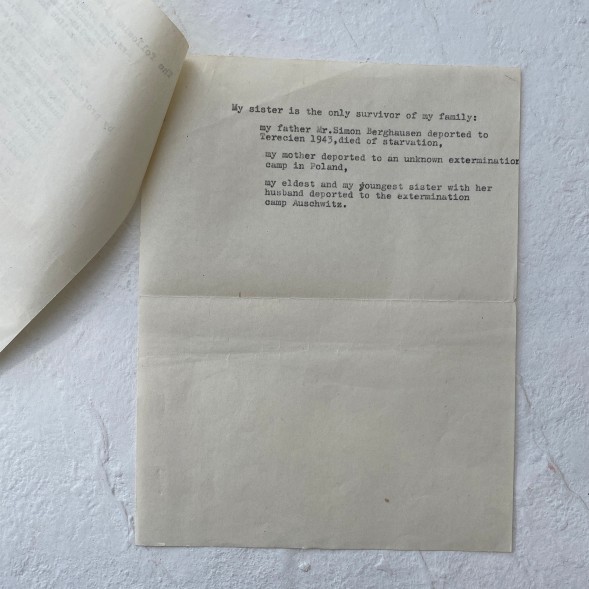 My sister is the only survivor of my family:
my father Mr.Simon Berghausen deported to
Terecien 1943,died of starvation,
my mother deported to an unknown extermination
camp in Poland,
my eldest and my youngest sister with her
husband deported to the extermination
camp Auschwitz.